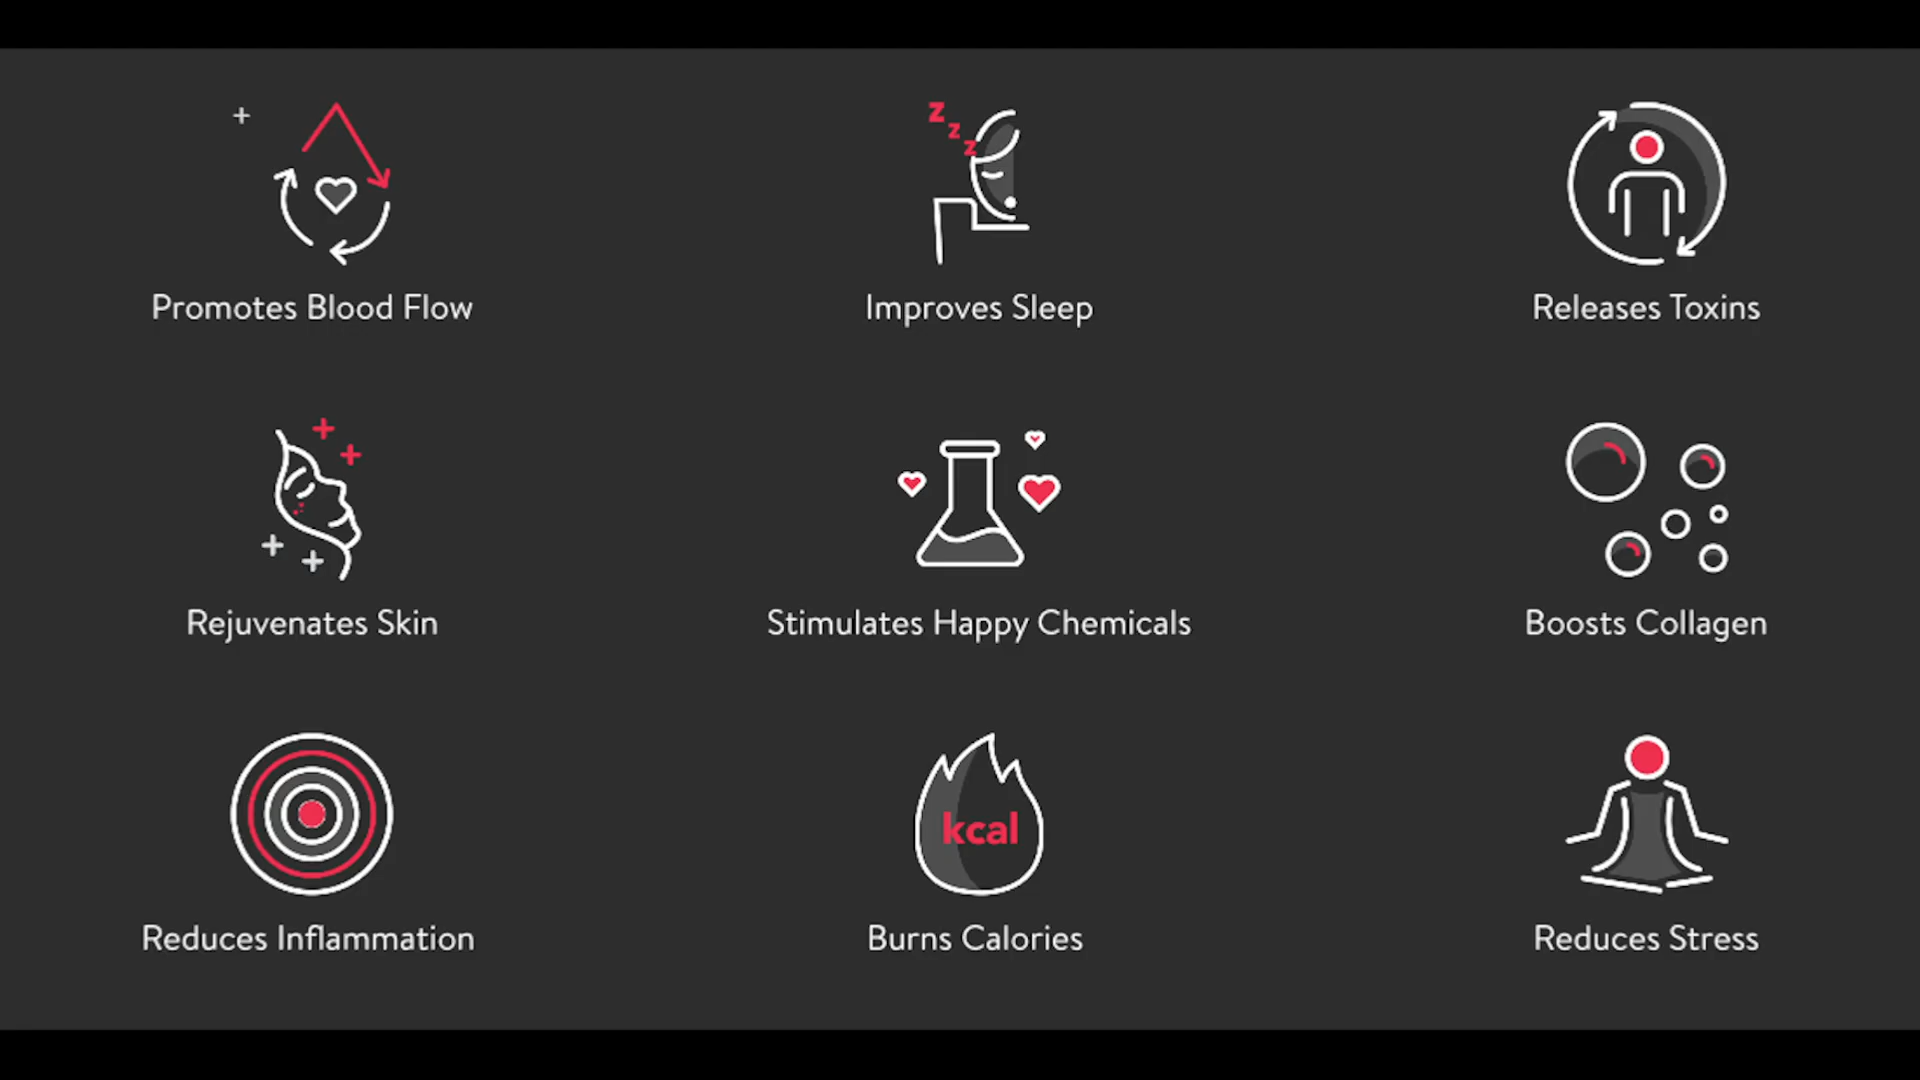 z
z
z
Promotes Blood Flow
Improves Sleep
Releases Toxins
Rejuvenates Skin
Stimulates Happy Chemicals
Boosts Collagen
kcal
Reduces Inflammation
Burns Calories
Reduces Stress